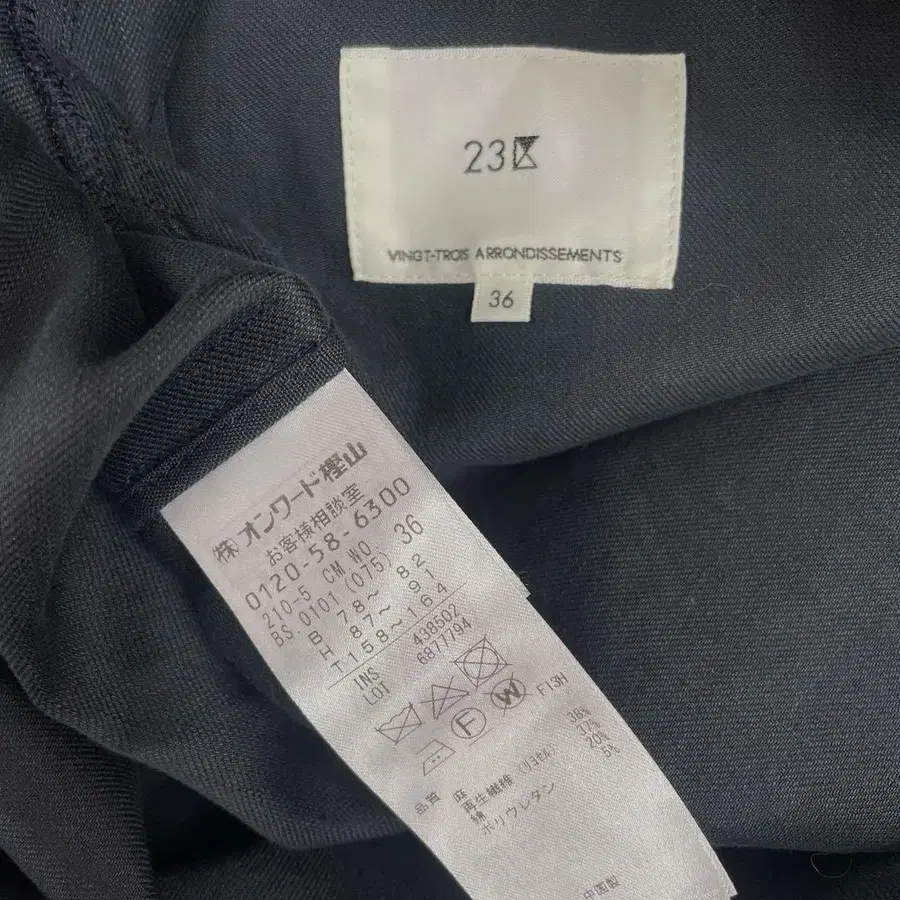 23区
VINGT-TROIS ARRONDISSEMENTS
36
㈱オンワード樫山
お客様相談室
0120-58-6300
210-5 CM WO 36
BS.0101 (075)
B 78～ 82
H 87～ 91
T158～164
INS 438502
LOT 6877794
F W F13H
品質 麻 38%
再生繊維(リヨセル) 37%
綿 20%
ポリウレタン 5%
中国製